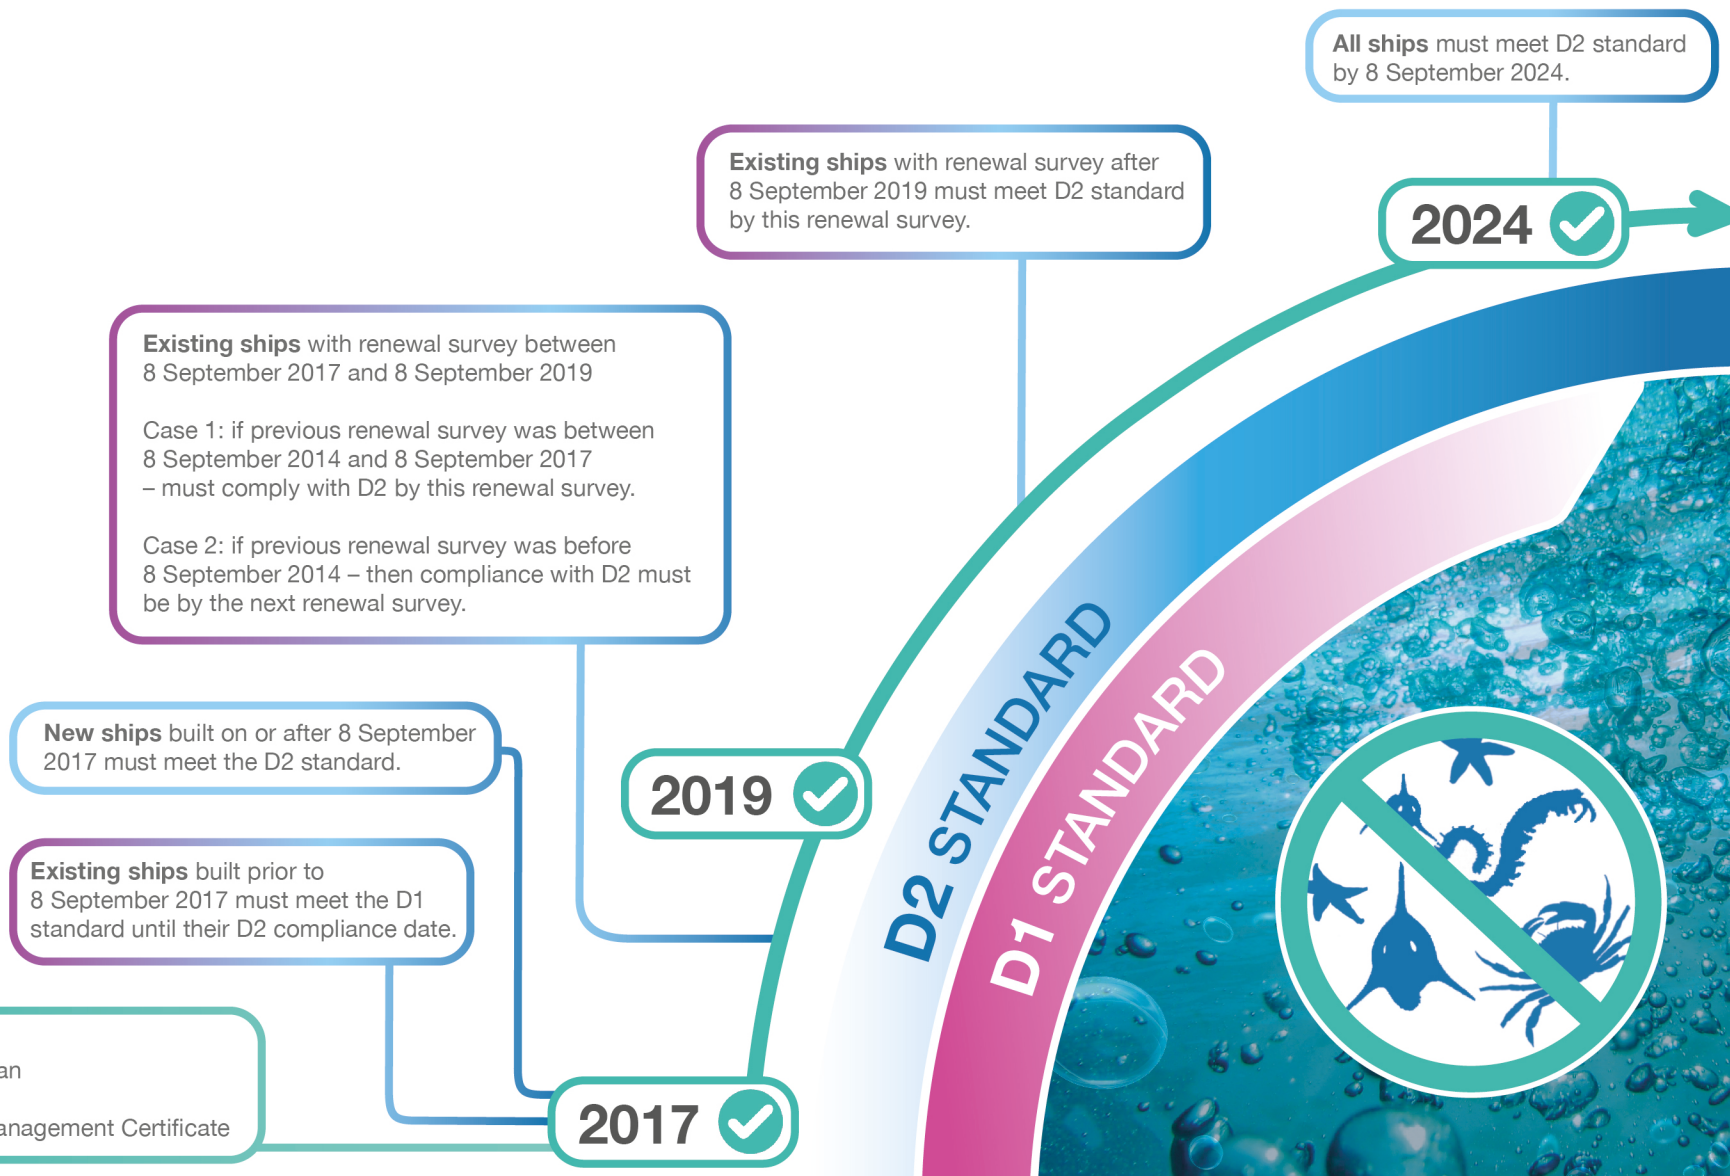 All ships must meet D2 standard
by 8 September 2024.
Existing ships with renewal survey after
8 September 2019 must meet D2 standard
by this renewal survey.
2024
Existing ships with renewal survey between
8 September 2017 and 8 September 2019
Case 1: if previous renewal survey was between
8 September 2014 and 8 September 2017
– must comply with D2 by this renewal survey.
Case 2: if previous renewal survey was before
8 September 2014 – then compliance with D2 must
be by the next renewal survey.
New ships built on or after 8 September
2017 must meet the D2 standard.
2019
Existing ships built prior to
8 September 2017 must meet the D1
standard until their D2 compliance date.
D2 STANDARD
D1 STANDARD
an
anagement Certificate
2017